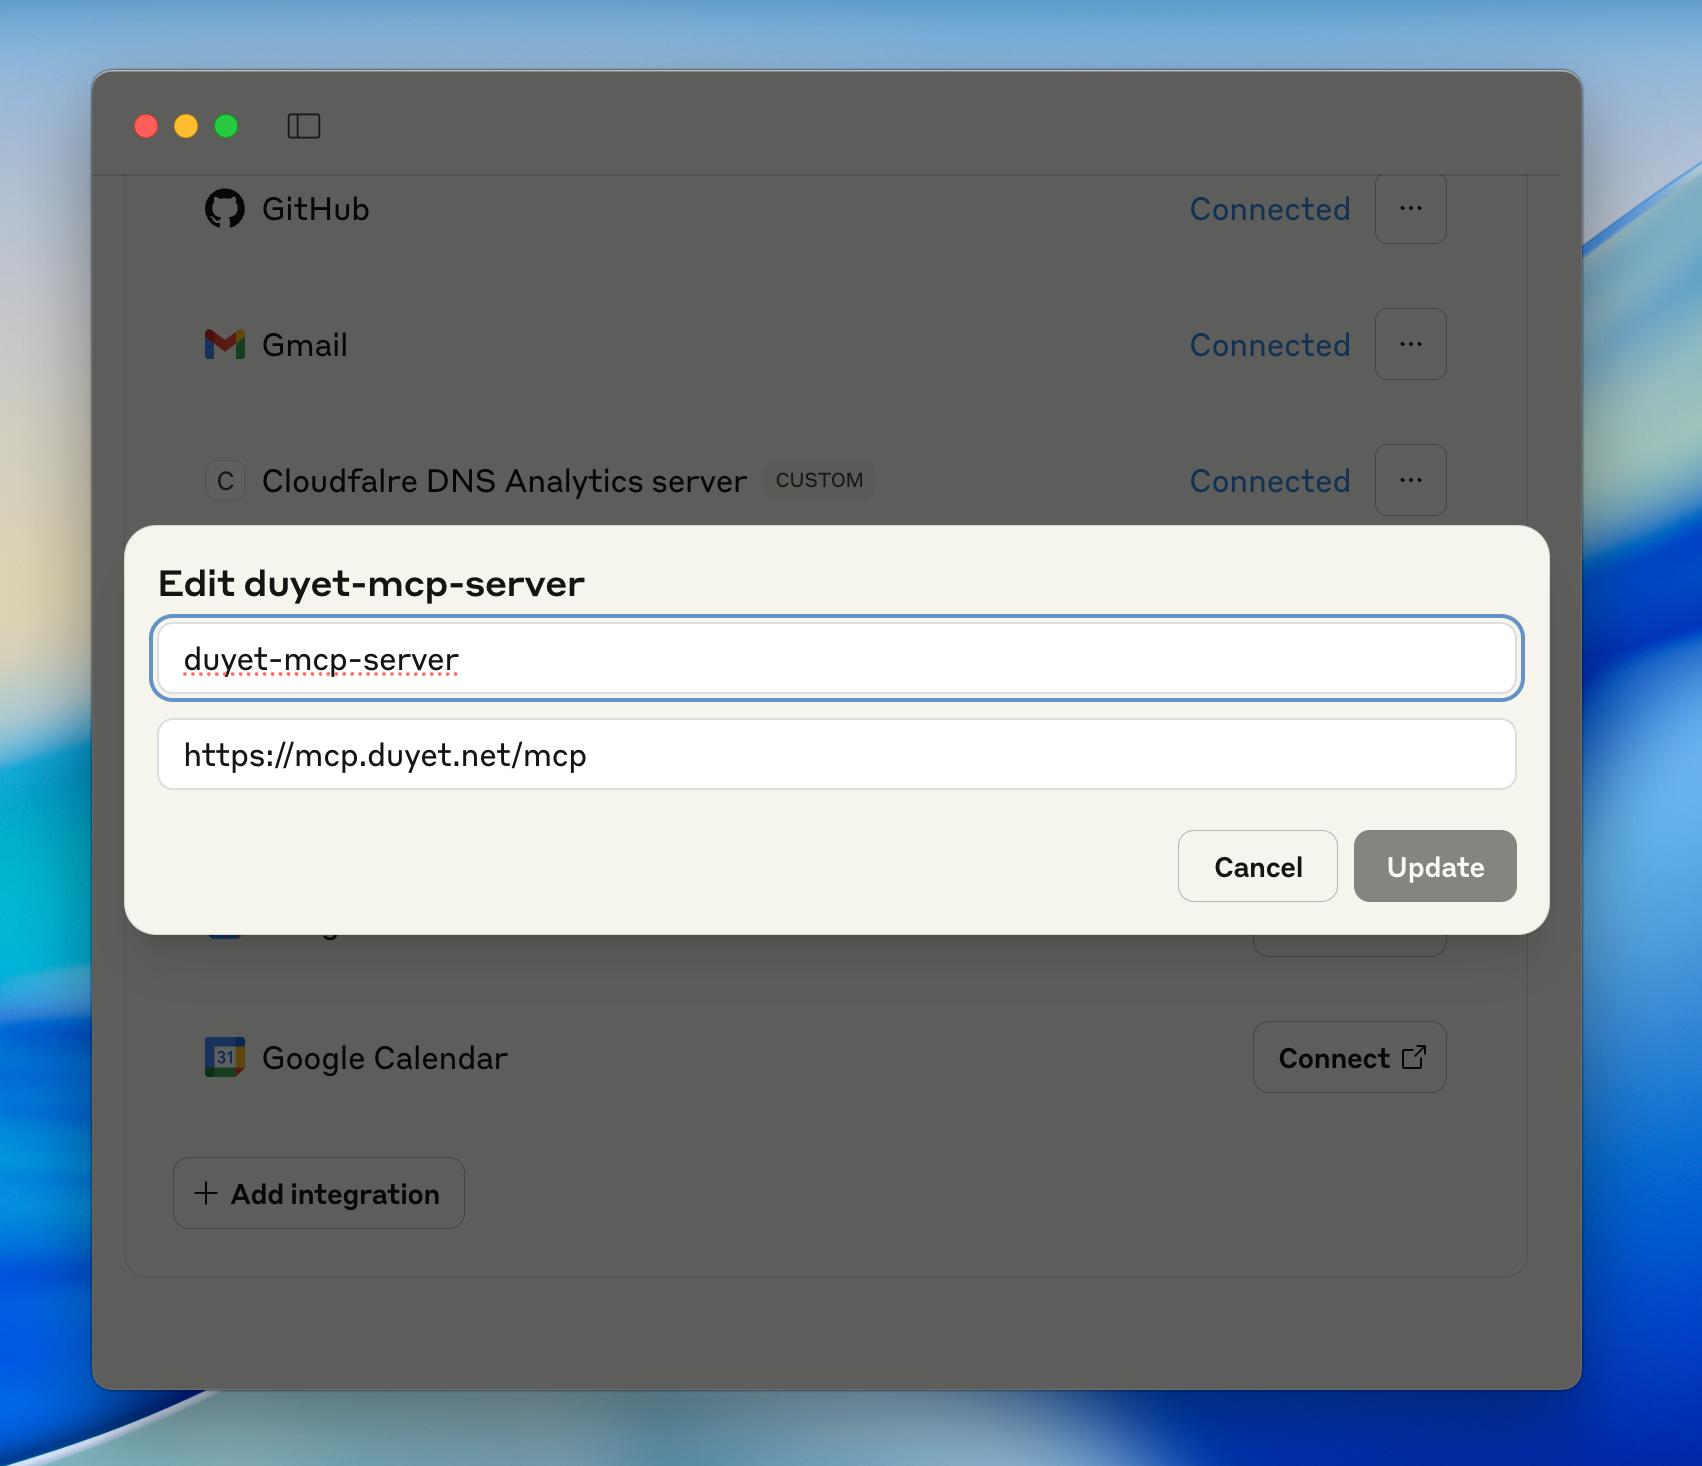 GitHub
Connected
Gmail
Connected
C
Cloudfalre DNS Analytics server
CUSTOM
Connected
Edit duyet-mcp-server
duyet-mcp-server
https://mcp.duyet.net/mcp
Cancel
Update
31
Google Calendar
Connect
Add integration